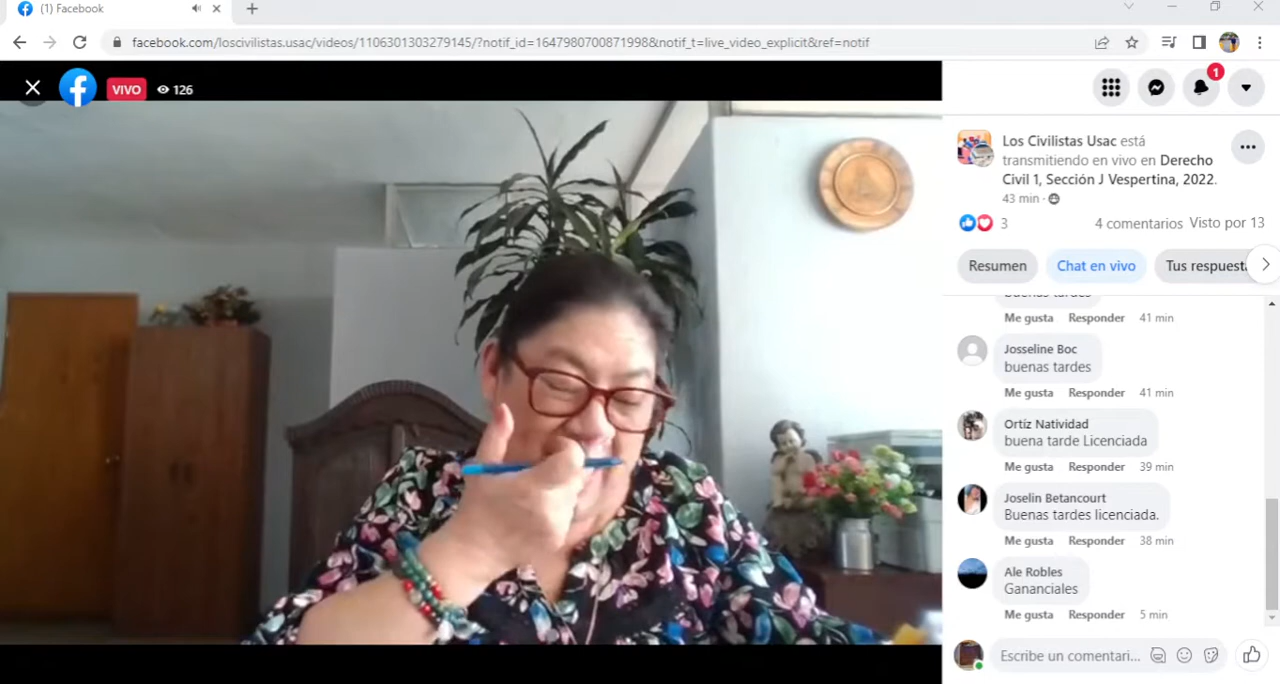 (1) Facebook
facebook.com/loscivilistas.usac/videos/1106301303279145/?notif_id=1647980700871998&notif_t=live_video_explicit&ref=notif
VIVO 126
1
Los Civilistas Usac está
transmitiendo en vivo en Derecho
Civil 1, Sección J Vespertina, 2022.
43 min ·
3 4 comentarios Visto por 13
Resumen Chat en vivo Tus respuest
buenas tardes
Me gusta Responder 41 min
Josseline Boc
buenas tardes
Me gusta Responder 41 min
Ortíz Natividad
buena tarde Licenciada
Me gusta Responder 39 min
Joselin Betancourt
Buenas tardes licenciada.
Me gusta Responder 38 min
Ale Robles
Gananciales
Me gusta Responder 5 min
Escribe un comentari...